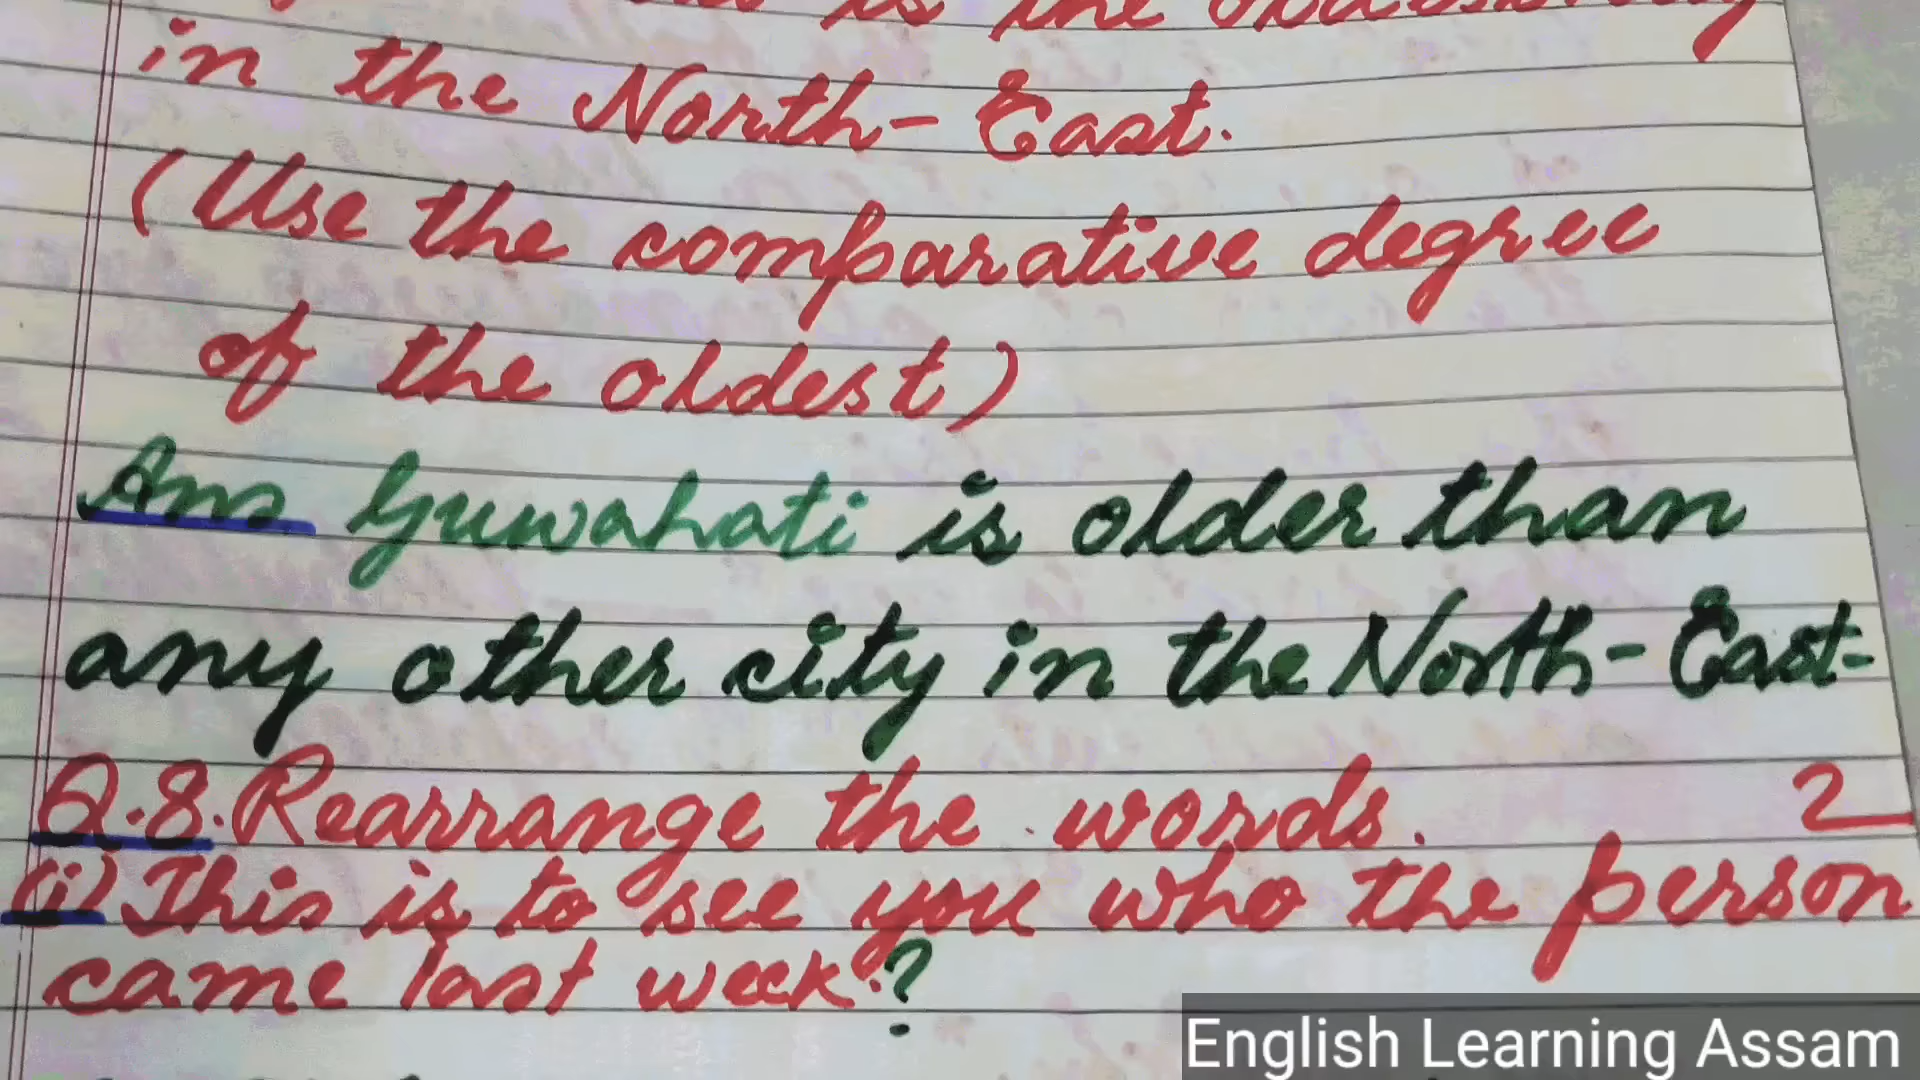 is the
in the North-East.
(Use the comparative degree
of the oldest)
Ans Guwahati is older than
any other city in the North-East-
Q.8. Rearrange the words. 2
(i) This is to see you who the person
came last week.?
English Learning Assam